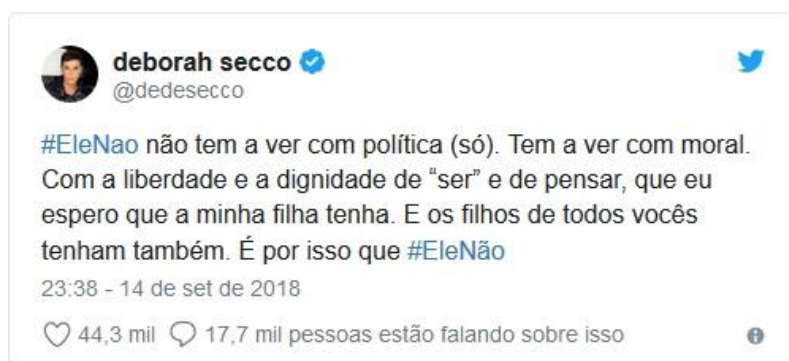 deborah secco
@dedesecco
#EleNao não tem a ver com política (só). Tem a ver com moral.
Com a liberdade e a dignidade de “ser” e de pensar, que eu
espero que a minha filha tenha. E os filhos de todos vocês
tenham também. É por isso que #EleNão
23:38 - 14 de set de 2018
44,3 mil 17,7 mil pessoas estão falando sobre isso